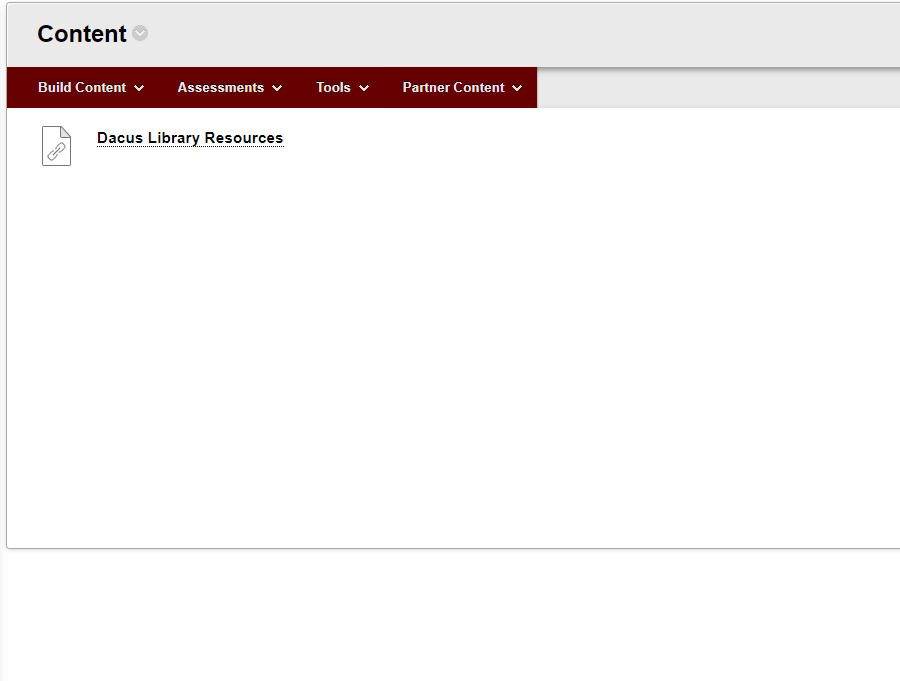 Content
Build Content Assessments Tools Partner Content
Dacus Library Resources